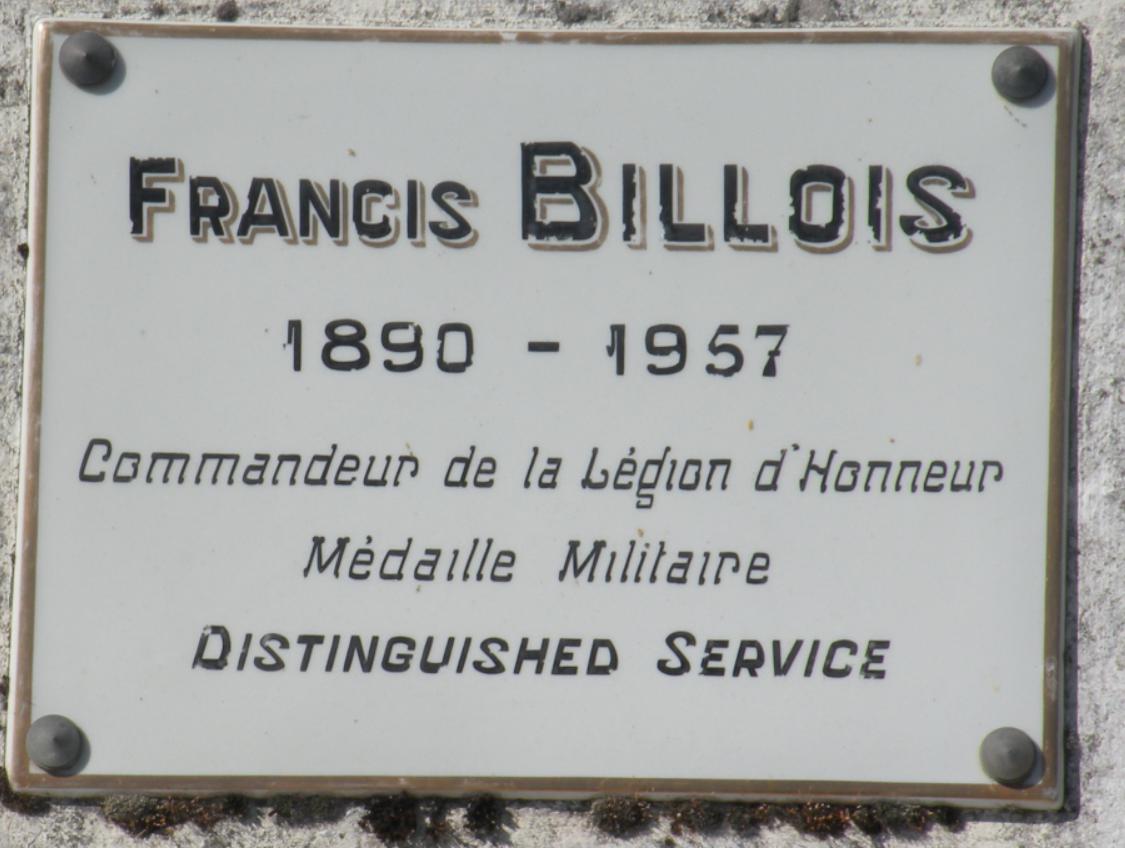 FRANCIS BILLOIS
1890 - 1957
Commandeur de la Légion d'Honneur
Médaille Militaire
DISTINGUISHED SERVICE